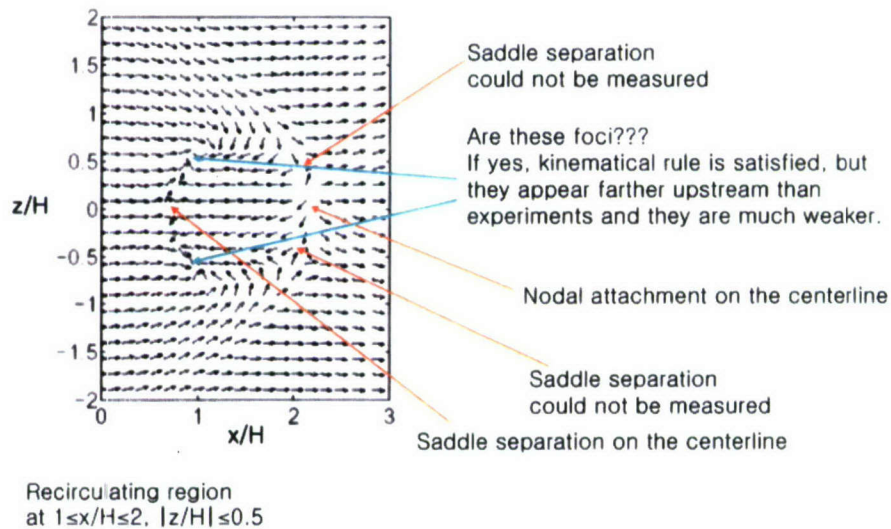 2
1.5
1
0.5
0
-0.5
-1
-1.5
-2
z/H
0
1
2
3
x/H
Saddle separation
could not be measured
Are these foci???
If yes, kinematical rule is satisfied, but
they appear farther upstream than
experiments and they are much weaker.
Nodal attachment on the centerline
Saddle separation
could not be measured
Saddle separation on the centerline
Recirculating region
at 1≤x/H≤2, |z/H|≤0.5